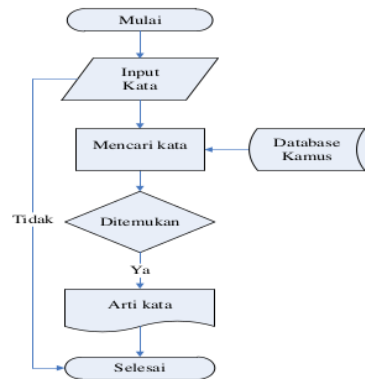 Mulai
Input
Kata
Mencari kata
Database
Kamus
Tidak
Ditemukan
Ya
Arti kata
Selesai